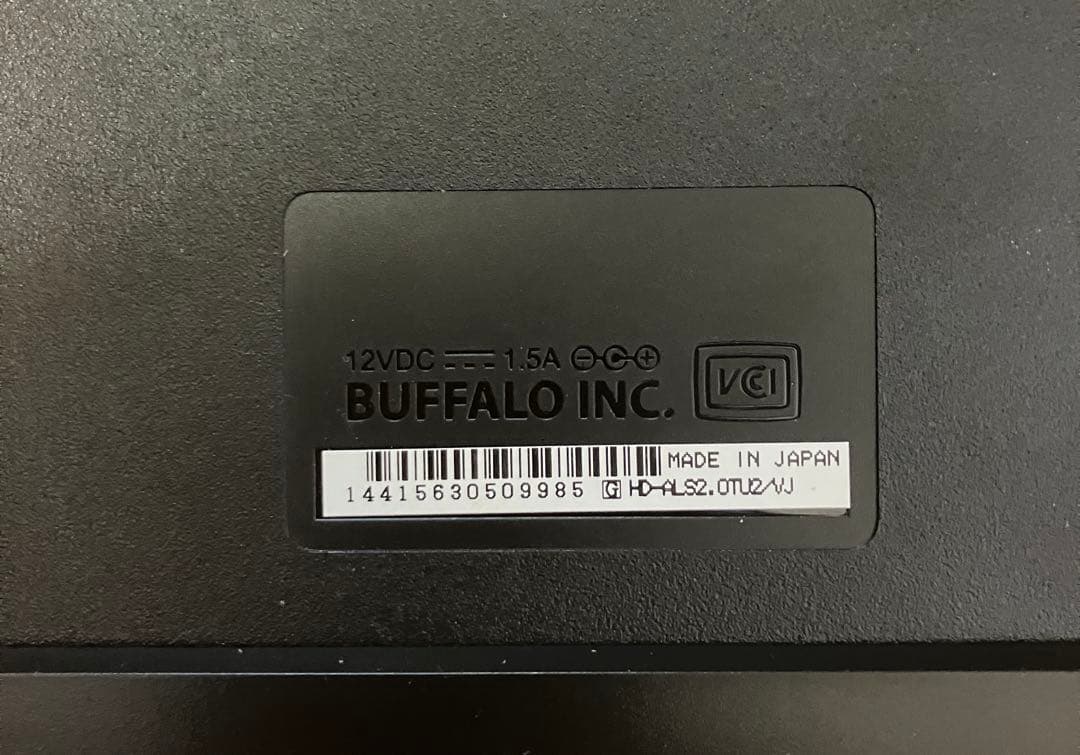 12VDC 1.5A
BUFFALO INC.
VCI
MADE IN JAPAN
14415630509985 G HD-ALS2.0TU2/VJ